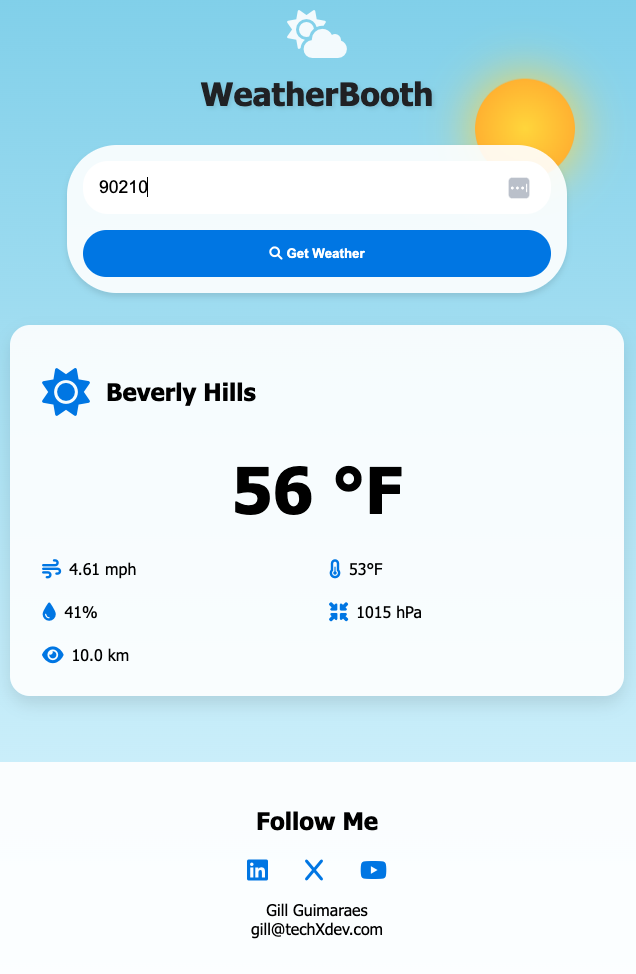 WeatherBooth
90210
Get Weather
Beverly Hills
56 °F
4.61 mph
53°F
41%
1015 hPa
10.0 km
Follow Me
Gill Guimaraes
gill@techXdev.com